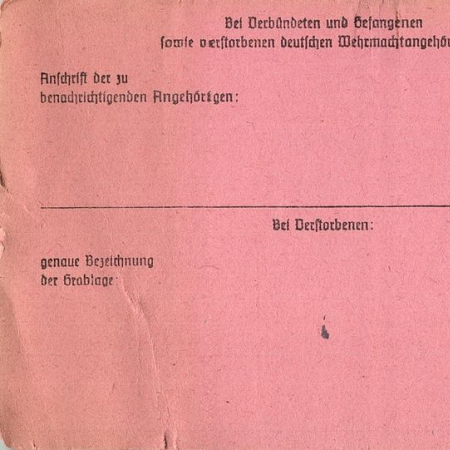 Bei Verbündeten und Gefangenen
sowie verstorbenen deutschen Wehrmachtangehör
Anschrift der zu
benachrichtigenden Angehörigen:
Bei Verstorbenen:
genaue Bezeichnung
der Grablage